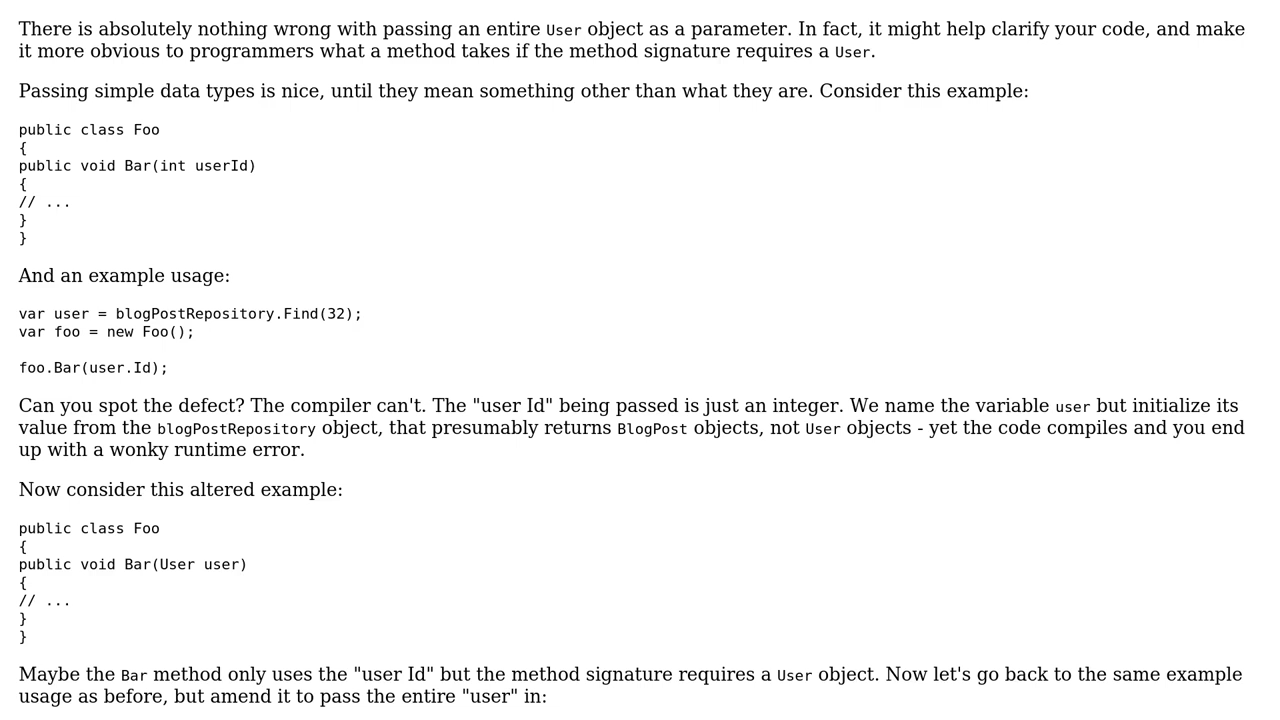 There is absolutely nothing wrong with passing an entire User object as a parameter. In fact, it might help clarify your code, and make
it more obvious to programmers what a method takes if the method signature requires a User.
Passing simple data types is nice, until they mean something other than what they are. Consider this example:
public class Foo
{
public void Bar(int userId)
{
// ...
}
}
And an example usage:
var user = blogPostRepository.Find(32);
var foo = new Foo();
foo.Bar(user.Id);
Can you spot the defect? The compiler can't. The "user Id" being passed is just an integer. We name the variable user but initialize its
value from the blogPostRepository object, that presumably returns BlogPost objects, not User objects - yet the code compiles and you end
up with a wonky runtime error.
Now consider this altered example:
public class Foo
{
public void Bar(User user)
{
// ...
}
}
Maybe the Bar method only uses the "user Id" but the method signature requires a User object. Now let's go back to the same example
usage as before, but amend it to pass the entire "user" in: